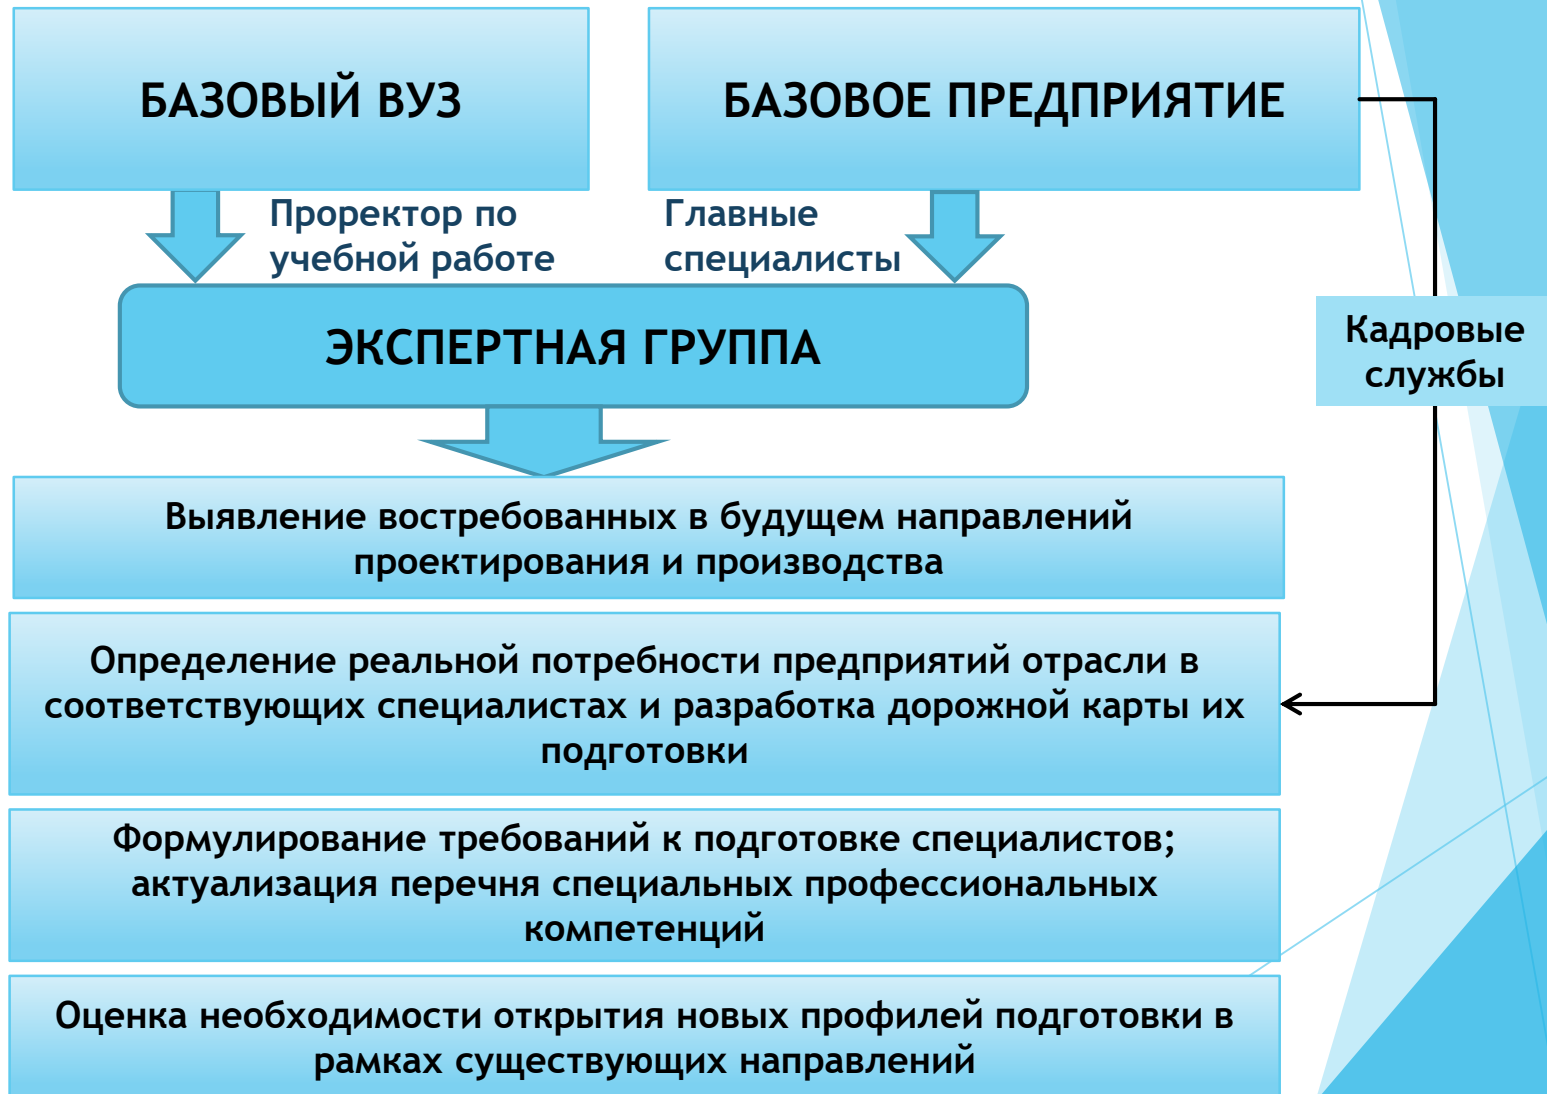 БАЗОВЫЙ ВУЗ
БАЗОВОЕ ПРЕДПРИЯТИЕ
Проректор по
учебной работе
Главные
специалисты
ЭКСПЕРТНАЯ ГРУППА
Кадровые
службы
Выявление востребованных в будущем направлений
проектирования и производства
Определение реальной потребности предприятий отрасли в
соответствующих специалистах и разработка дорожной карты их
подготовки
Формулирование требований к подготовке специалистов;
актуализация перечня специальных профессиональных
компетенций
Оценка необходимости открытия новых профилей подготовки в
рамках существующих направлений